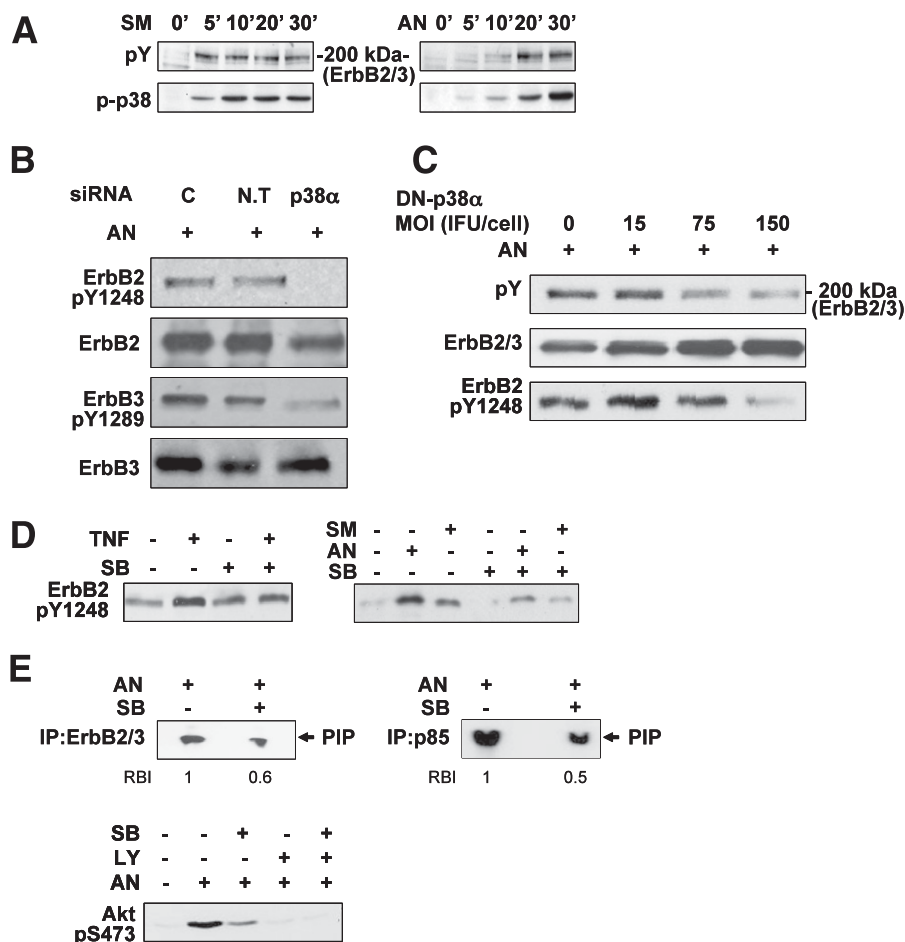 A
SM 0’ 5’ 10’ 20’ 30’
AN 0’ 5’ 10’ 20’ 30’
pY
-200 kDa-
(ErbB2/3)
p-p38
B
siRNA C N.T p38α
AN + + +
ErbB2
pY1248
ErbB2
ErbB3
pY1289
ErbB3
C
DN-p38α
MOI (IFU/cell) 0 15 75 150
AN + + + +
pY
- 200 kDa
(ErbB2/3)
ErbB2/3
ErbB2
pY1248
D
TNF - + - +
SB - - + +
ErbB2
pY1248
SM - - + - - +
AN - + - - + -
SB - - - + + +
E
AN + +
SB - +
IP:ErbB2/3
PIP
RBI 1 0.6
AN + +
SB - +
IP:p85
PIP
RBI 1 0.5
SB - - + - +
LY - - - + +
AN - + + + +
Akt
pS473